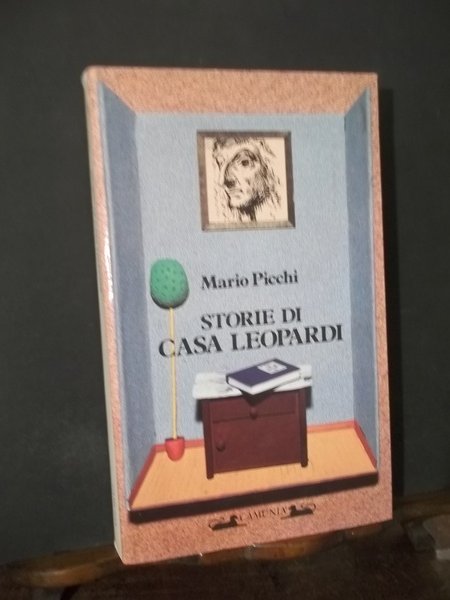 Mario Picchi
STORIE DI
CASA LEOPARDI
CAMUNIA